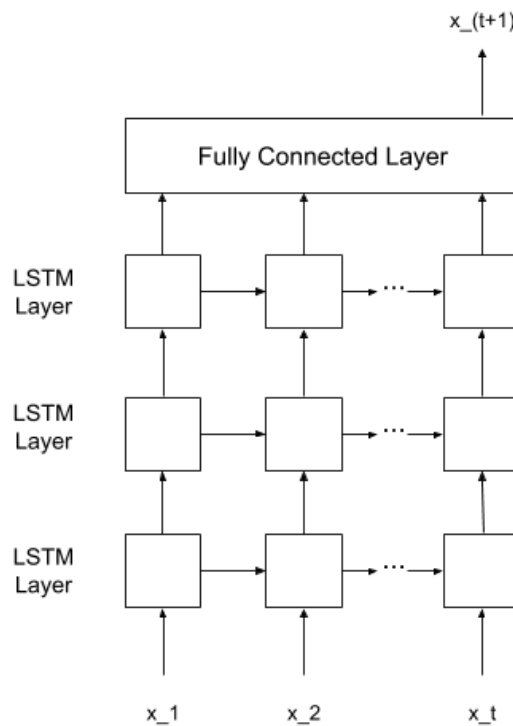 x_(t+1)
Fully Connected Layer
LSTM
Layer
...
LSTM
Layer
...
LSTM
Layer
...
x_1
x_2
x_t